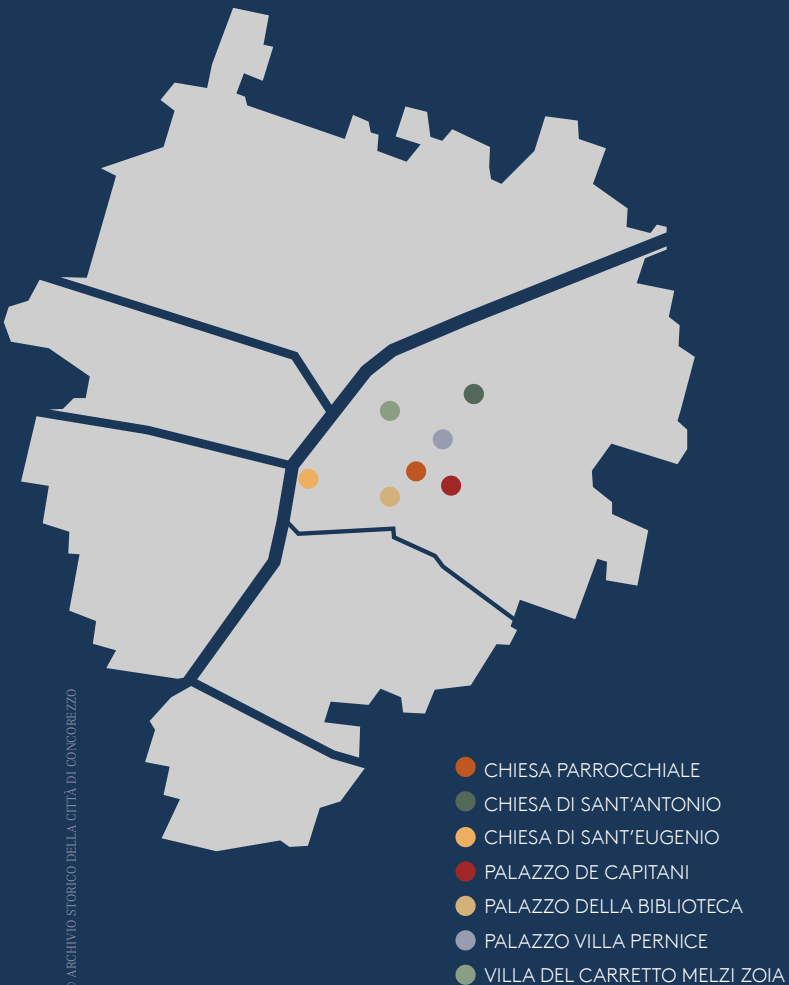 CHIESA PARROCCHIALE
CHIESA DI SANT'ANTONIO
CHIESA DI SANT'EUGENIO
PALAZZO DE CAPITANI
PALAZZO DELLA BIBLIOTECA
PALAZZO VILLA PERNICE
VILLA DEL CARRETTO MELZI ZOIA
ARCHIVIO STORICO DELLA CITTÀ DI CONCOREZZO